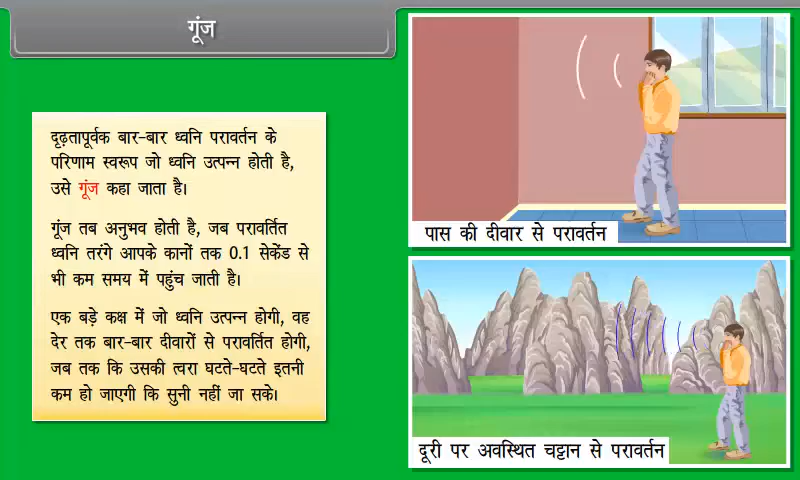 गूंज
दृढ़तापूर्वक बार-बार ध्वनि परावर्तन के
परिणाम स्वरूप जो ध्वनि उत्पन्न होती है,
उसे गूंज कहा जाता है।
गूंज तब अनुभव होती है, जब परावर्तित
ध्वनि तरंगे आपके कानों तक 0.1 सेकेंड से
भी कम समय में पहुंच जाती है।
एक बड़े कक्ष में जो ध्वनि उत्पन्न होगी, वह
देर तक बार-बार दीवारों से परावर्तित होगी,
जब तक कि उसकी त्वरा घटते-घटते इतनी
कम हो जाएगी कि सुनी नहीं जा सके।
पास की दीवार से परावर्तन
दूरी पर अवस्थित चट्टान से परावर्तन